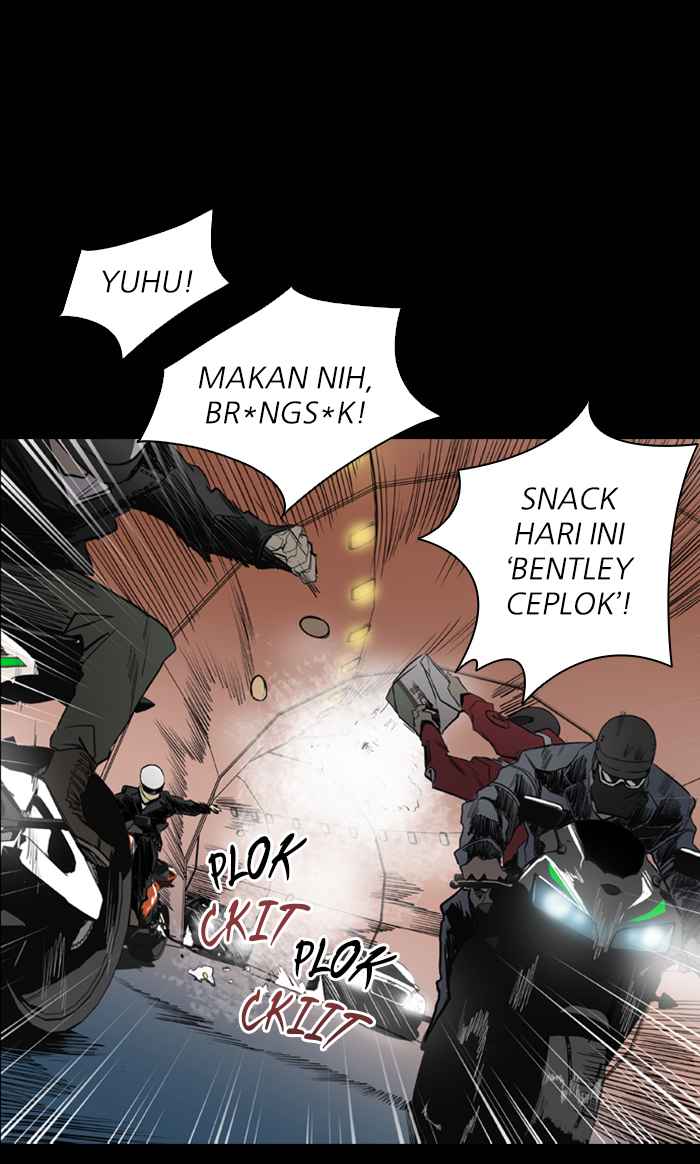 YUHU!
MAKAN NIH,
BR*NGS*K!
SNACK
HARI INI
‘BENTLEY
CEPLOK’!
PLOK
CKIT
PLOK
CKIIT